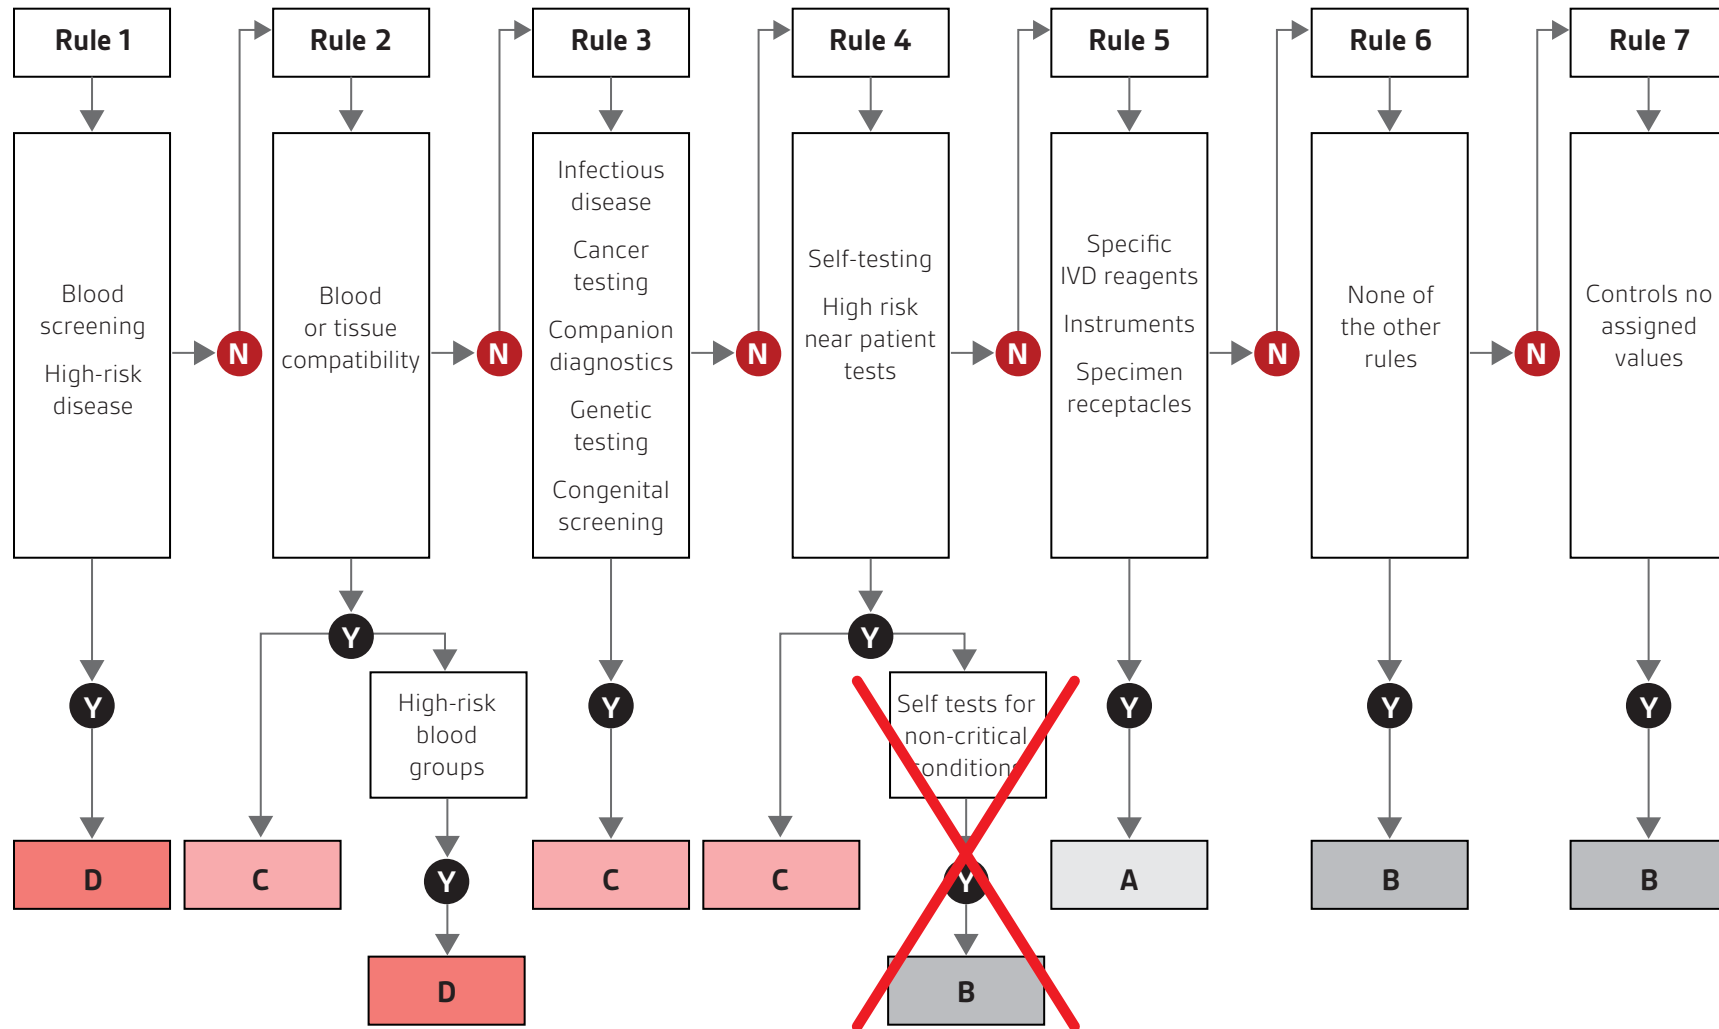 Rule 1
Rule 2
Rule 3
Rule 4
Rule 5
Rule 6
Rule 7
Blood
screening
High-risk
disease
N
Blood
or tissue
compatibility
N
Infectious
disease
Cancer
testing
Companion
diagnostics
Genetic
testing
Congenital
screening
N
Self-testing
High risk
near patient
tests
N
Specific
IVD reagents
Instruments
Specimen
receptacles
N
None of
the other
rules
N
Controls no
assigned
values
Y
Y
Y
Y
Y
Y
Y
High-risk
blood
groups
Self tests for
non-critical
conditions
D
C
Y
C
C
Y
A
B
B
D
B